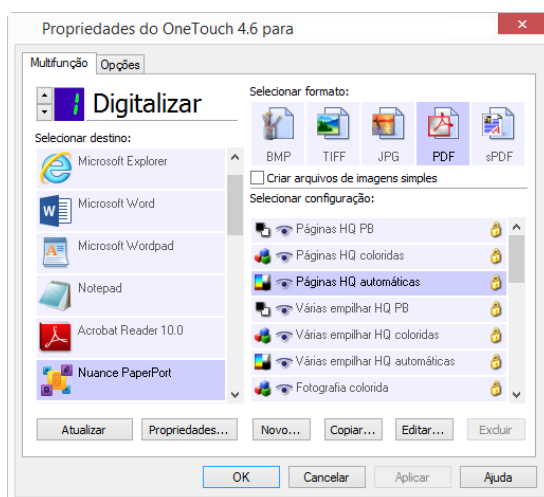 Propriedades do OneTouch 4.6 para
Multifunção
Opções
1 Digitalizar
Selecionar destino:
Microsoft Explorer
Microsoft Word
Microsoft Wordpad
Notepad
Acrobat Reader 10.0
Nuance PaperPort
Selecionar formato:
BMP TIFF JPG PDF sPDF
Criar arquivos de imagens simples
Selecionar configuração:
Páginas HQ PB
Páginas HQ coloridas
Páginas HQ automáticas
Várias empilhar HQ PB
Várias empilhar HQ coloridas
Várias empilhar HQ automáticas
Fotografia colorida
Atualizar Propriedades... Novo... Copiar... Editar... Excluir
OK Cancelar Aplicar Ajuda